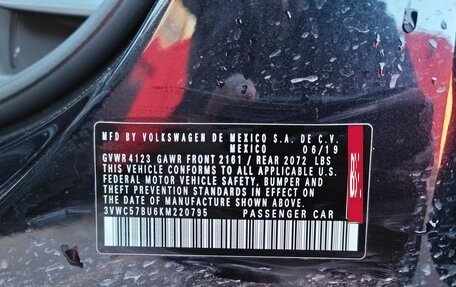 MFD BY VOLKSWAGEN DE MEXICO S.A. DE C.V.
MEXICO 06/19
GVWR 4123 GAWR FRONT 2161 / REAR 2072 LBS
THIS VEHICLE CONFORMS TO ALL APPLICABLE U.S.
FEDERAL MOTOR VEHICLE SAFETY, BUMPER AND
THEFT PREVENTION STANDARDS IN EFFECT ON
THE DATE OF MANUFACTURE SHOWN ABOVE.
3VWC57BU6KM220795 PASSENGER CAR